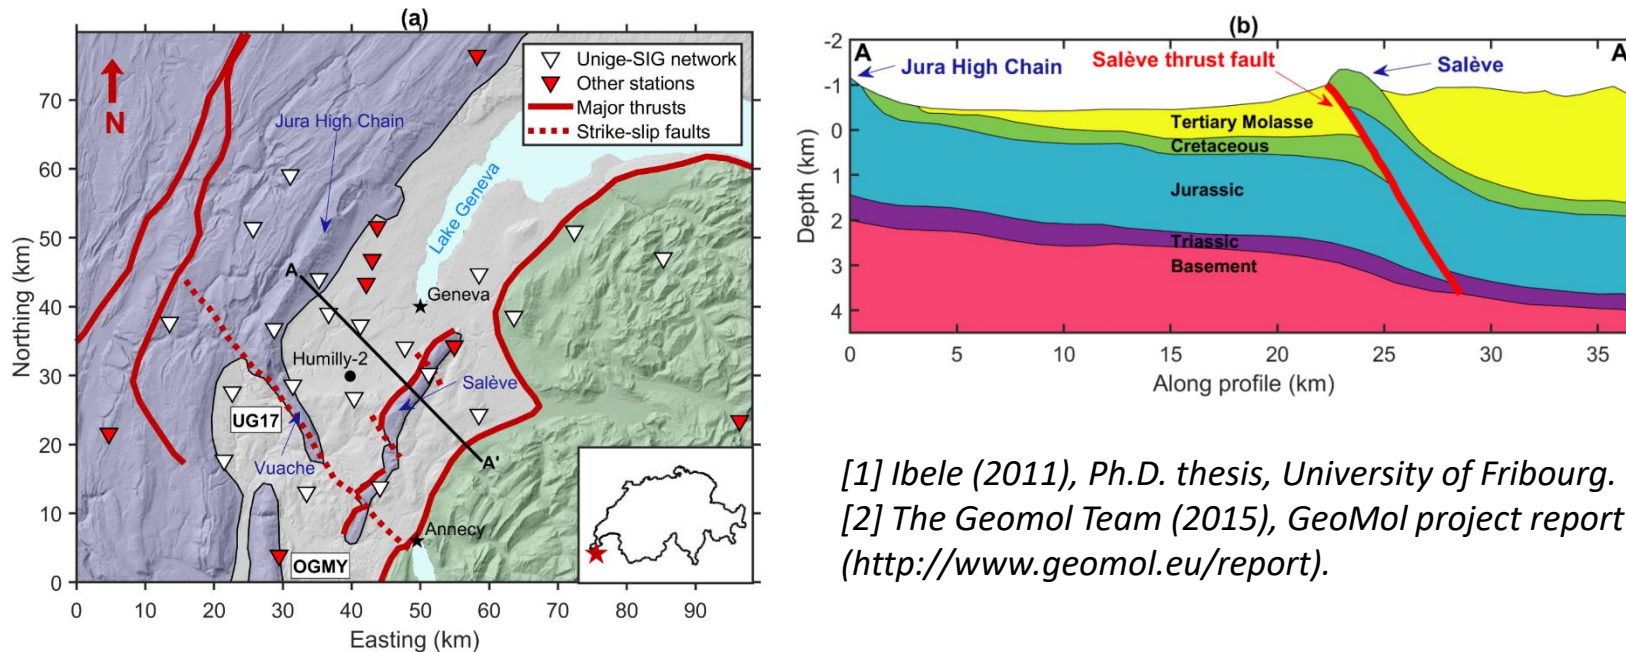 (a)
Unige-SIG network
Other stations
Major thrusts
Strike-slip faults
N
Jura High Chain
Lake Geneva
A
Geneva
Humilly-2
Salève
UG17
Vuache
A'
Annecy
OGMY
70
60
50
40
30
20
10
0
Northing (km)
0 10 20 30 40 50 60 70 80 90
Easting (km)
(b)
A A
Jura High Chain
Salève thrust fault
Salève
Tertiary Molasse
Cretaceous
Jurassic
Triassic
Basement
-2
-1
0
1
2
3
4
Depth (km)
0 5 10 15 20 25 30 35
Along profile (km)
[1] Ibele (2011), Ph.D. thesis, University of Fribourg.
[2] The Geomol Team (2015), GeoMol project report
(http://www.geomol.eu/report).